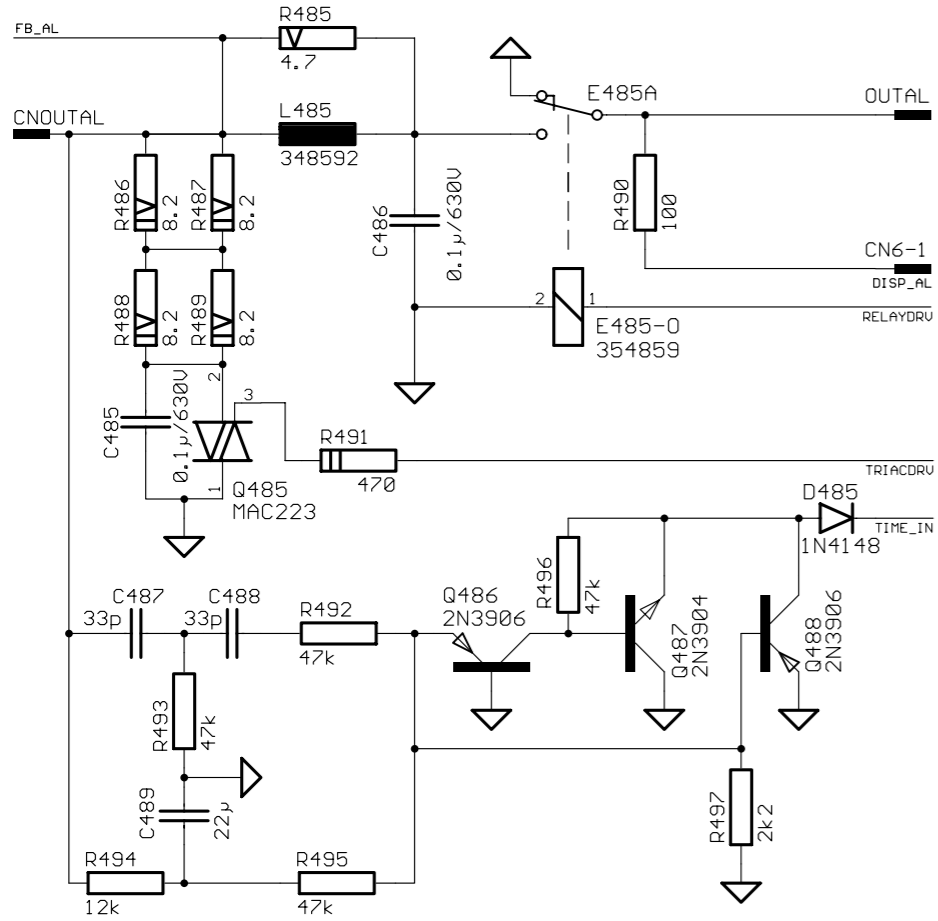 R485
FB_AL
4.7
E485A
OUTAL
CNOUTAL
L485
348592
R486
8.2
R487
8.2
C486
0.1µ/630V
R490
100
CN6-1
DISP_AL
R488
8.2
R489
8.2
2
1
RELAYDRV
E485-O
354859
2
3
C485
0.1µ/630V
R491
470
TRIACDRV
1
Q485
MAC223
D485
TIME_IN
1N4148
R496
47k
Q486
2N3906
C487
33p
C488
33p
R492
47k
Q487
2N3904
Q488
2N3906
R493
47k
C489
22µ
R497
2k2
R494
12k
R495
47k